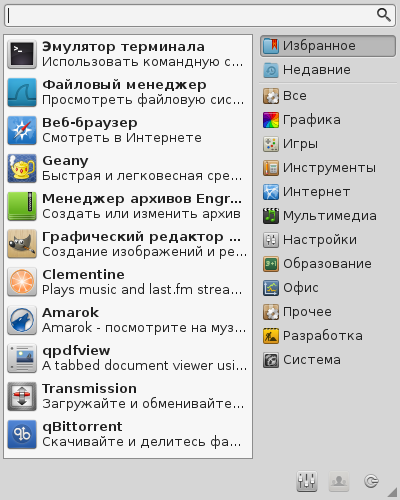 Эмулятор терминала
Использовать командную с...
Файловый менеджер
Просмотреть файловую сис...
Веб-браузер
Смотреть в Интернете
Geany
Быстрая и легковесная сре...
Менеджер архивов Engr...
Создать или изменить архив
Графический редактор ...
Создание изображений и ре...
Clementine
Plays music and last.fm strea...
Amarok
Amarok - посмотрите на муз...
qpdfview
A tabbed document viewer usi...
Transmission
Загружайте и обменивайте...
qBittorrent
Скачивайте и делитесь фа...
Избранное
Недавние
Все
Графика
Игры
Инструменты
Интернет
Мультимедиа
Настройки
Образование
Офис
Прочее
Разработка
Система